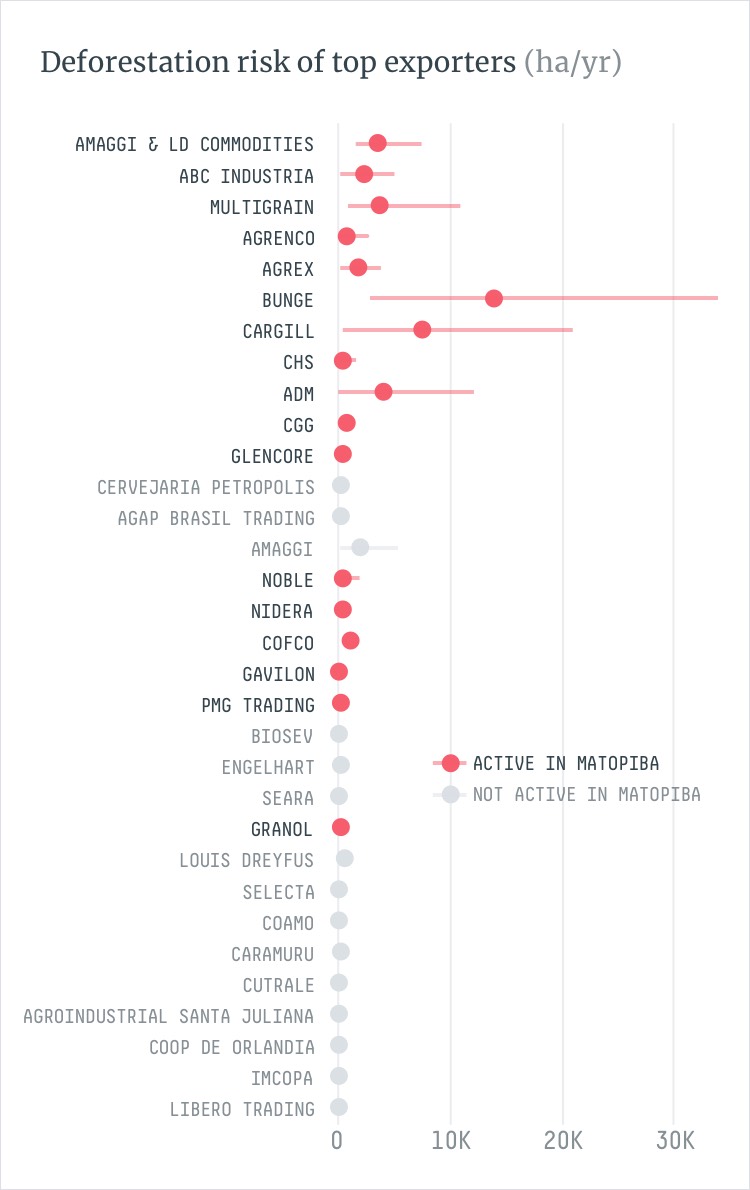 Deforestation risk of top exporters (ha/yr)
AMAGGI & LD COMMODITIES
ABC INDUSTRIA
MULTIGRAIN
AGRENCO
AGREX
BUNGE
CARGILL
CHS
ADM
CGG
GLENCORE
CERVEJARIA PETROPOLIS
AGAP BRASIL TRADING
AMAGGI
NOBLE
NIDERA
COFCO
GAVILON
PMG TRADING
BIOSEV
ACTIVE IN MATOPIBA
ENGELHART
NOT ACTIVE IN MATOPIBA
SEARA
GRANOL
LOUIS DREYFUS
SELECTA
COAMO
CARAMURU
CUTRALE
AGROINDUSTRIAL SANTA JULIANA
COOP DE ORLANDIA
IMCOPA
LIBERO TRADING
0 10K 20K 30K